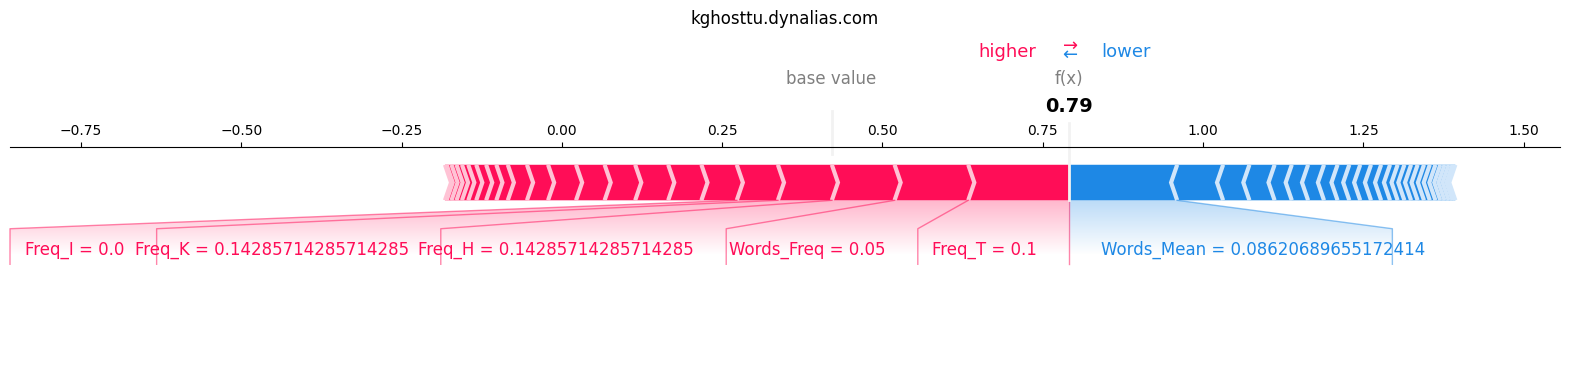 kghosttu.dynalias.com
higher → ← lower
base value f(x)
0.79
−0.75 −0.50 −0.25 0.00 0.25 0.50 0.75 1.00 1.25 1.50
Freq_I = 0.0 Freq_K = 0.14285714285714285 Freq_H = 0.14285714285714285 Words_Freq = 0.05 Freq_T = 0.1 Words_Mean = 0.08620689655172414